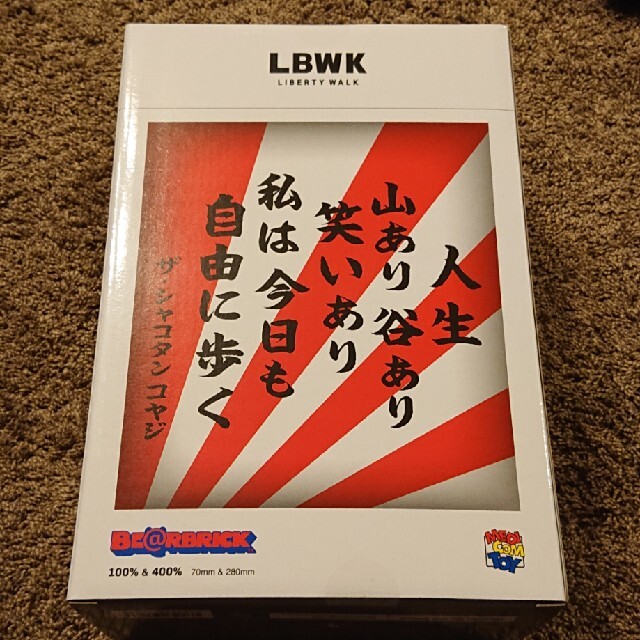 LBWK
LIBERTY WALK
人生
山あり谷あり
笑いあり
私は今日も
自由に歩く
ザ・シャコタンコヤジ
BE@RBRICK
100% & 400% 70mm & 280mm
MEDI
COM
TOY